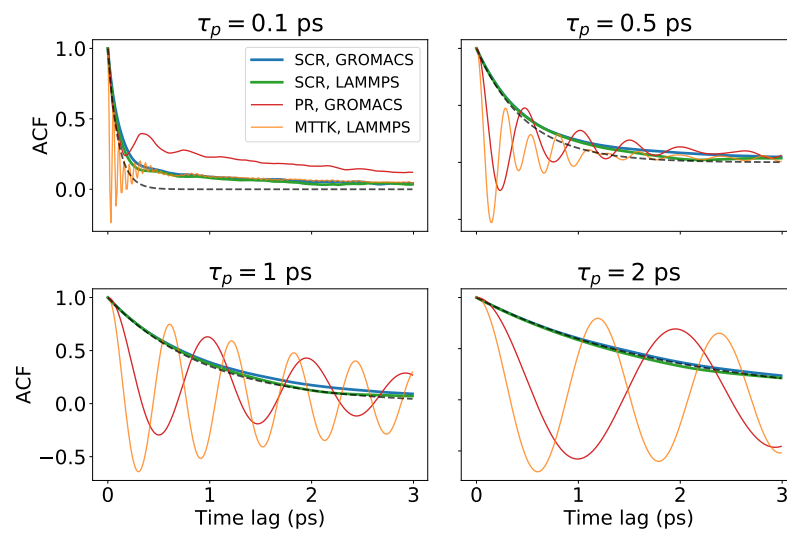 τp = 0.1 ps
τp = 0.5 ps
1.0
0.5
0.0
ACF
SCR, GROMACS
SCR, LAMMPS
PR, GROMACS
MTTK, LAMMPS
τp = 1 ps
τp = 2 ps
1.0
0.5
0.0
−0.5
ACF
0 1 2 3
0 1 2 3
Time lag (ps)
Time lag (ps)